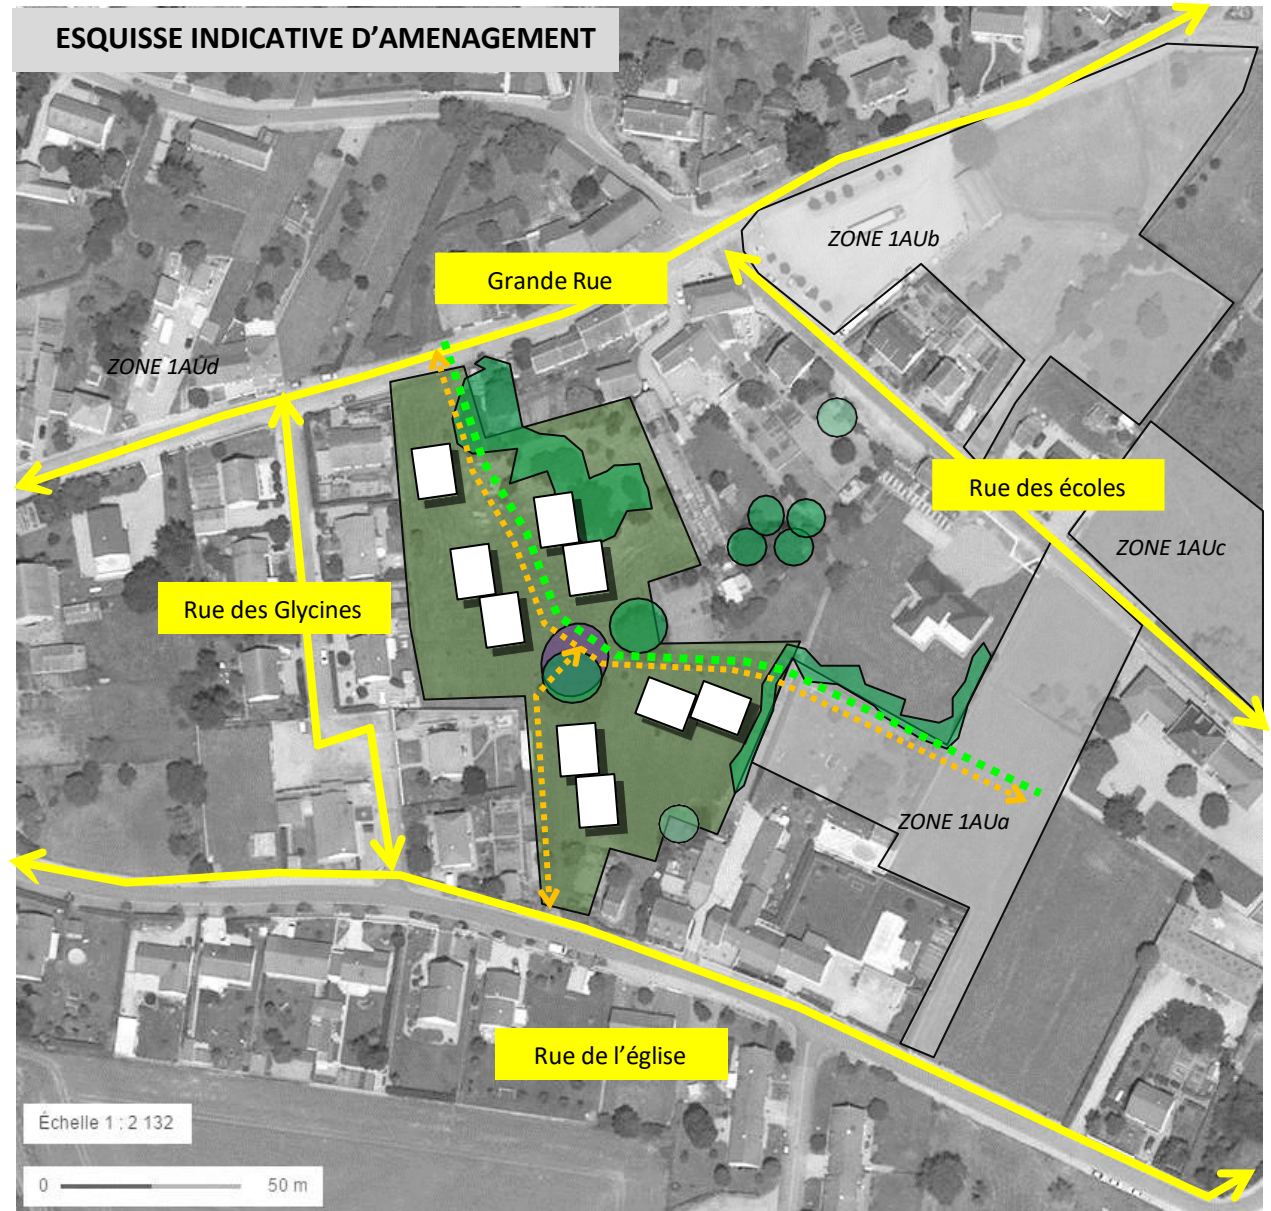 ESQUISSE INDICATIVE D’AMENAGEMENT
ZONE 1AUb
Grande Rue
ZONE 1AUd
Rue des écoles
ZONE 1AUc
Rue des Glycines
ZONE 1AUa
Rue de l’église
Échelle 1 : 2 132
0 50 m